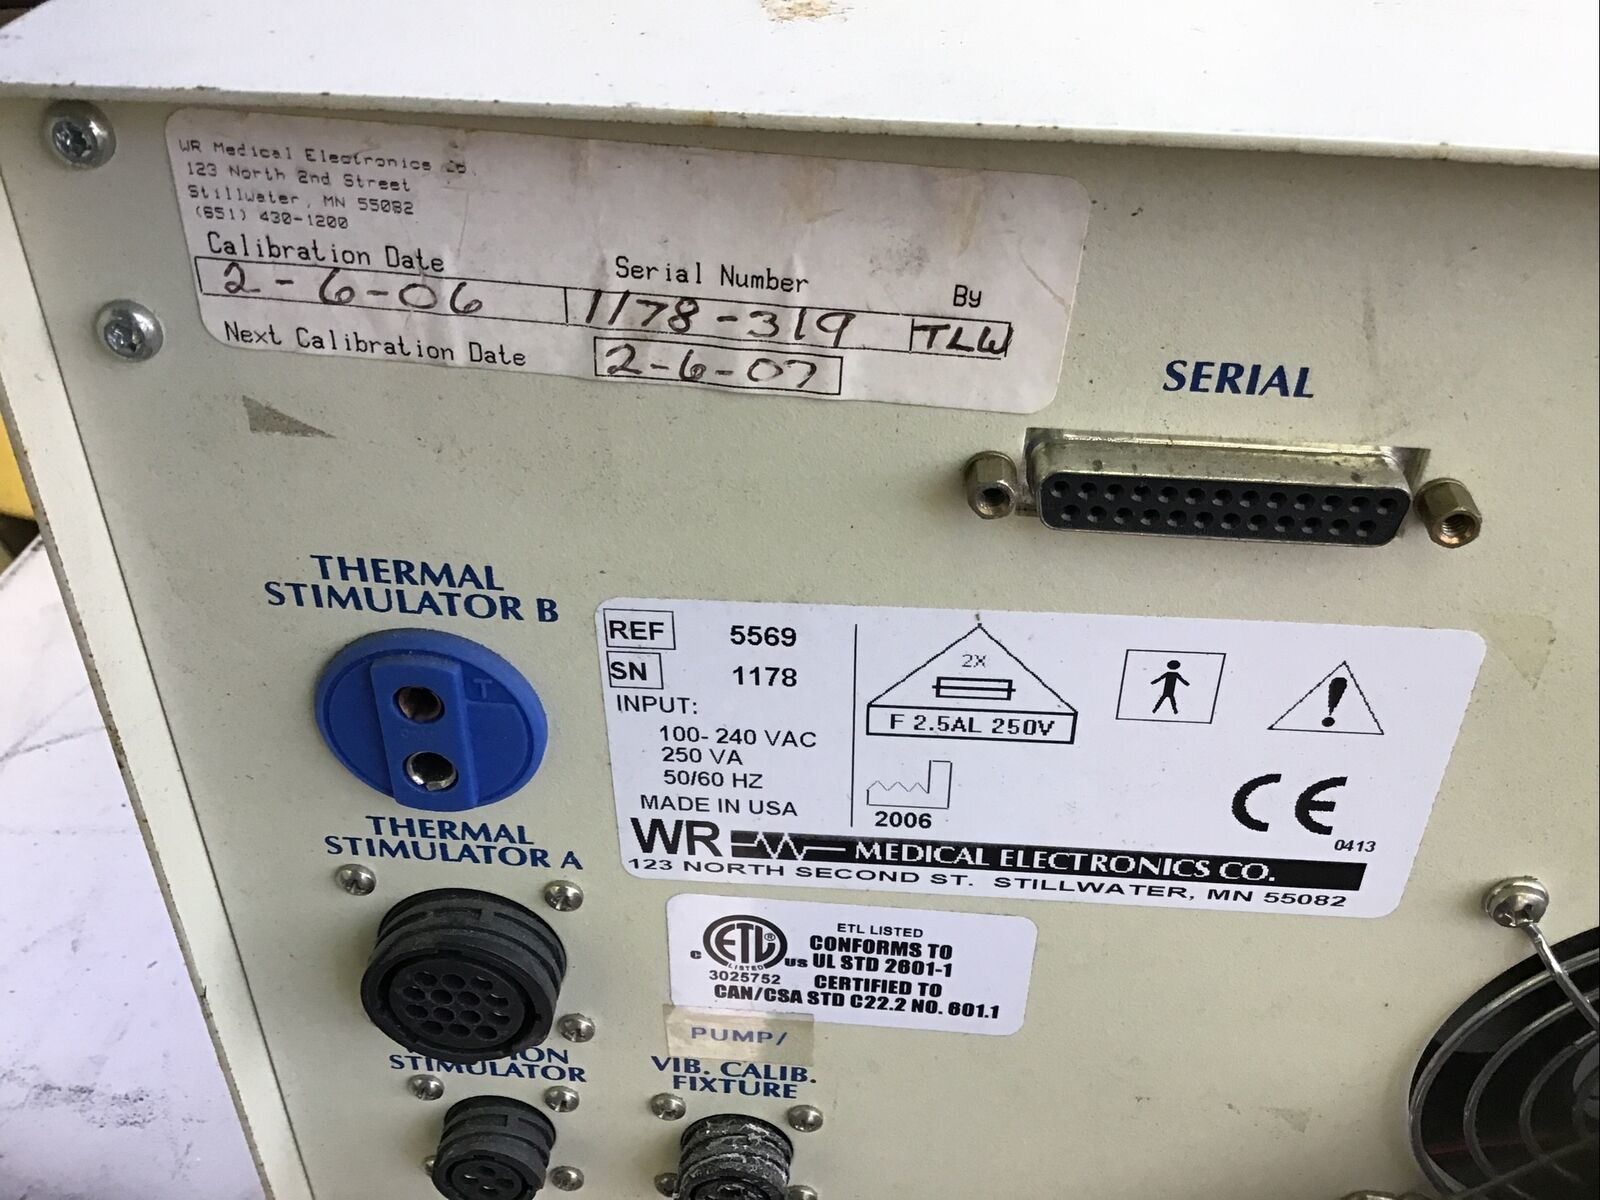 WR Medical Electronics Co.
123 North 2nd Street
Stillwater, MN 55082
(651) 430-1200
Calibration Date Serial Number By
2-6-06 1178-319 TLW
Next Calibration Date 2-6-07
SERIAL
THERMAL
STIMULATOR B
T
THERMAL
STIMULATOR A
STIMULATOR
REF 5569
SN 1178
INPUT:
100-240 VAC
250 VA
50/60 HZ
MADE IN USA
2X
F 2.5AL 250V
2006
CE
0413
WR MEDICAL ELECTRONICS CO.
123 NORTH SECOND ST. STILLWATER, MN 55082
c ETL ® us
LISTED
3025752
ETL LISTED
CONFORMS TO
UL STD 2601-1
CERTIFIED TO
CAN/CSA STD C22.2 NO. 601.1
PUMP/
VIB. CALIB.
FIXTURE